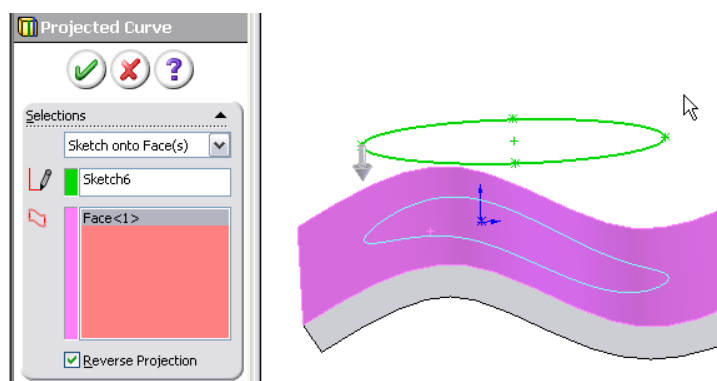 Projected Curve
?
Selections
Sketch onto Face(s)
Sketch6
Face<1>
Reverse Projection